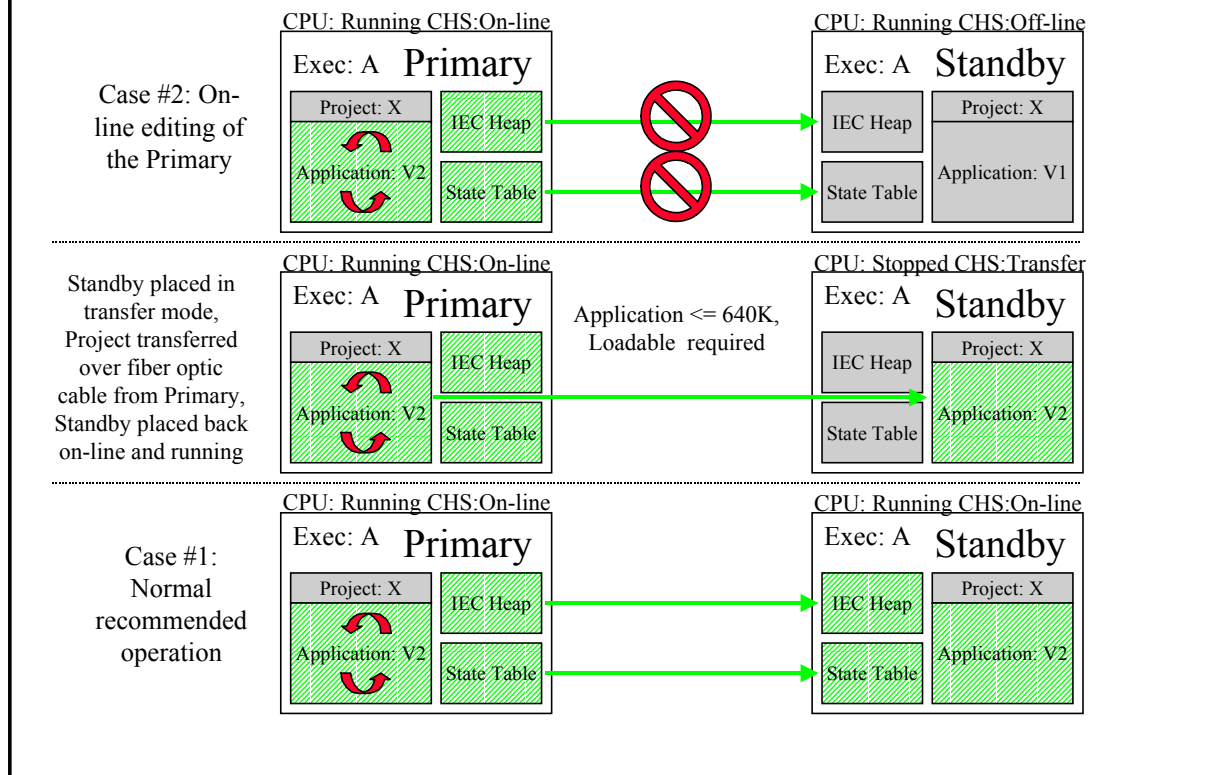 CPU: Running CHS:On-line
CPU: Running CHS:Off-line
Case #2: On-
line editing of
the Primary
Exec: A Primary
Project: X
Application: V2
IEC Heap
State Table
Exec: A Standby
IEC Heap
State Table
Project: X
Application: V1
CPU: Running CHS:On-line
CPU: Stopped CHS:Transfer
Standby placed in
transfer mode,
Project transferred
over fiber optic
cable from Primary,
Standby placed back
on-line and running
Exec: A Primary
Project: X
Application: V2
IEC Heap
State Table
Application <= 640K,
Loadable required
Exec: A Standby
IEC Heap
State Table
Project: X
Application: V2
CPU: Running CHS:On-line
CPU: Running CHS:On-line
Case #1:
Normal
recommended
operation
Exec: A Primary
Project: X
Application: V2
IEC Heap
State Table
Exec: A Standby
IEC Heap
State Table
Project: X
Application: V2